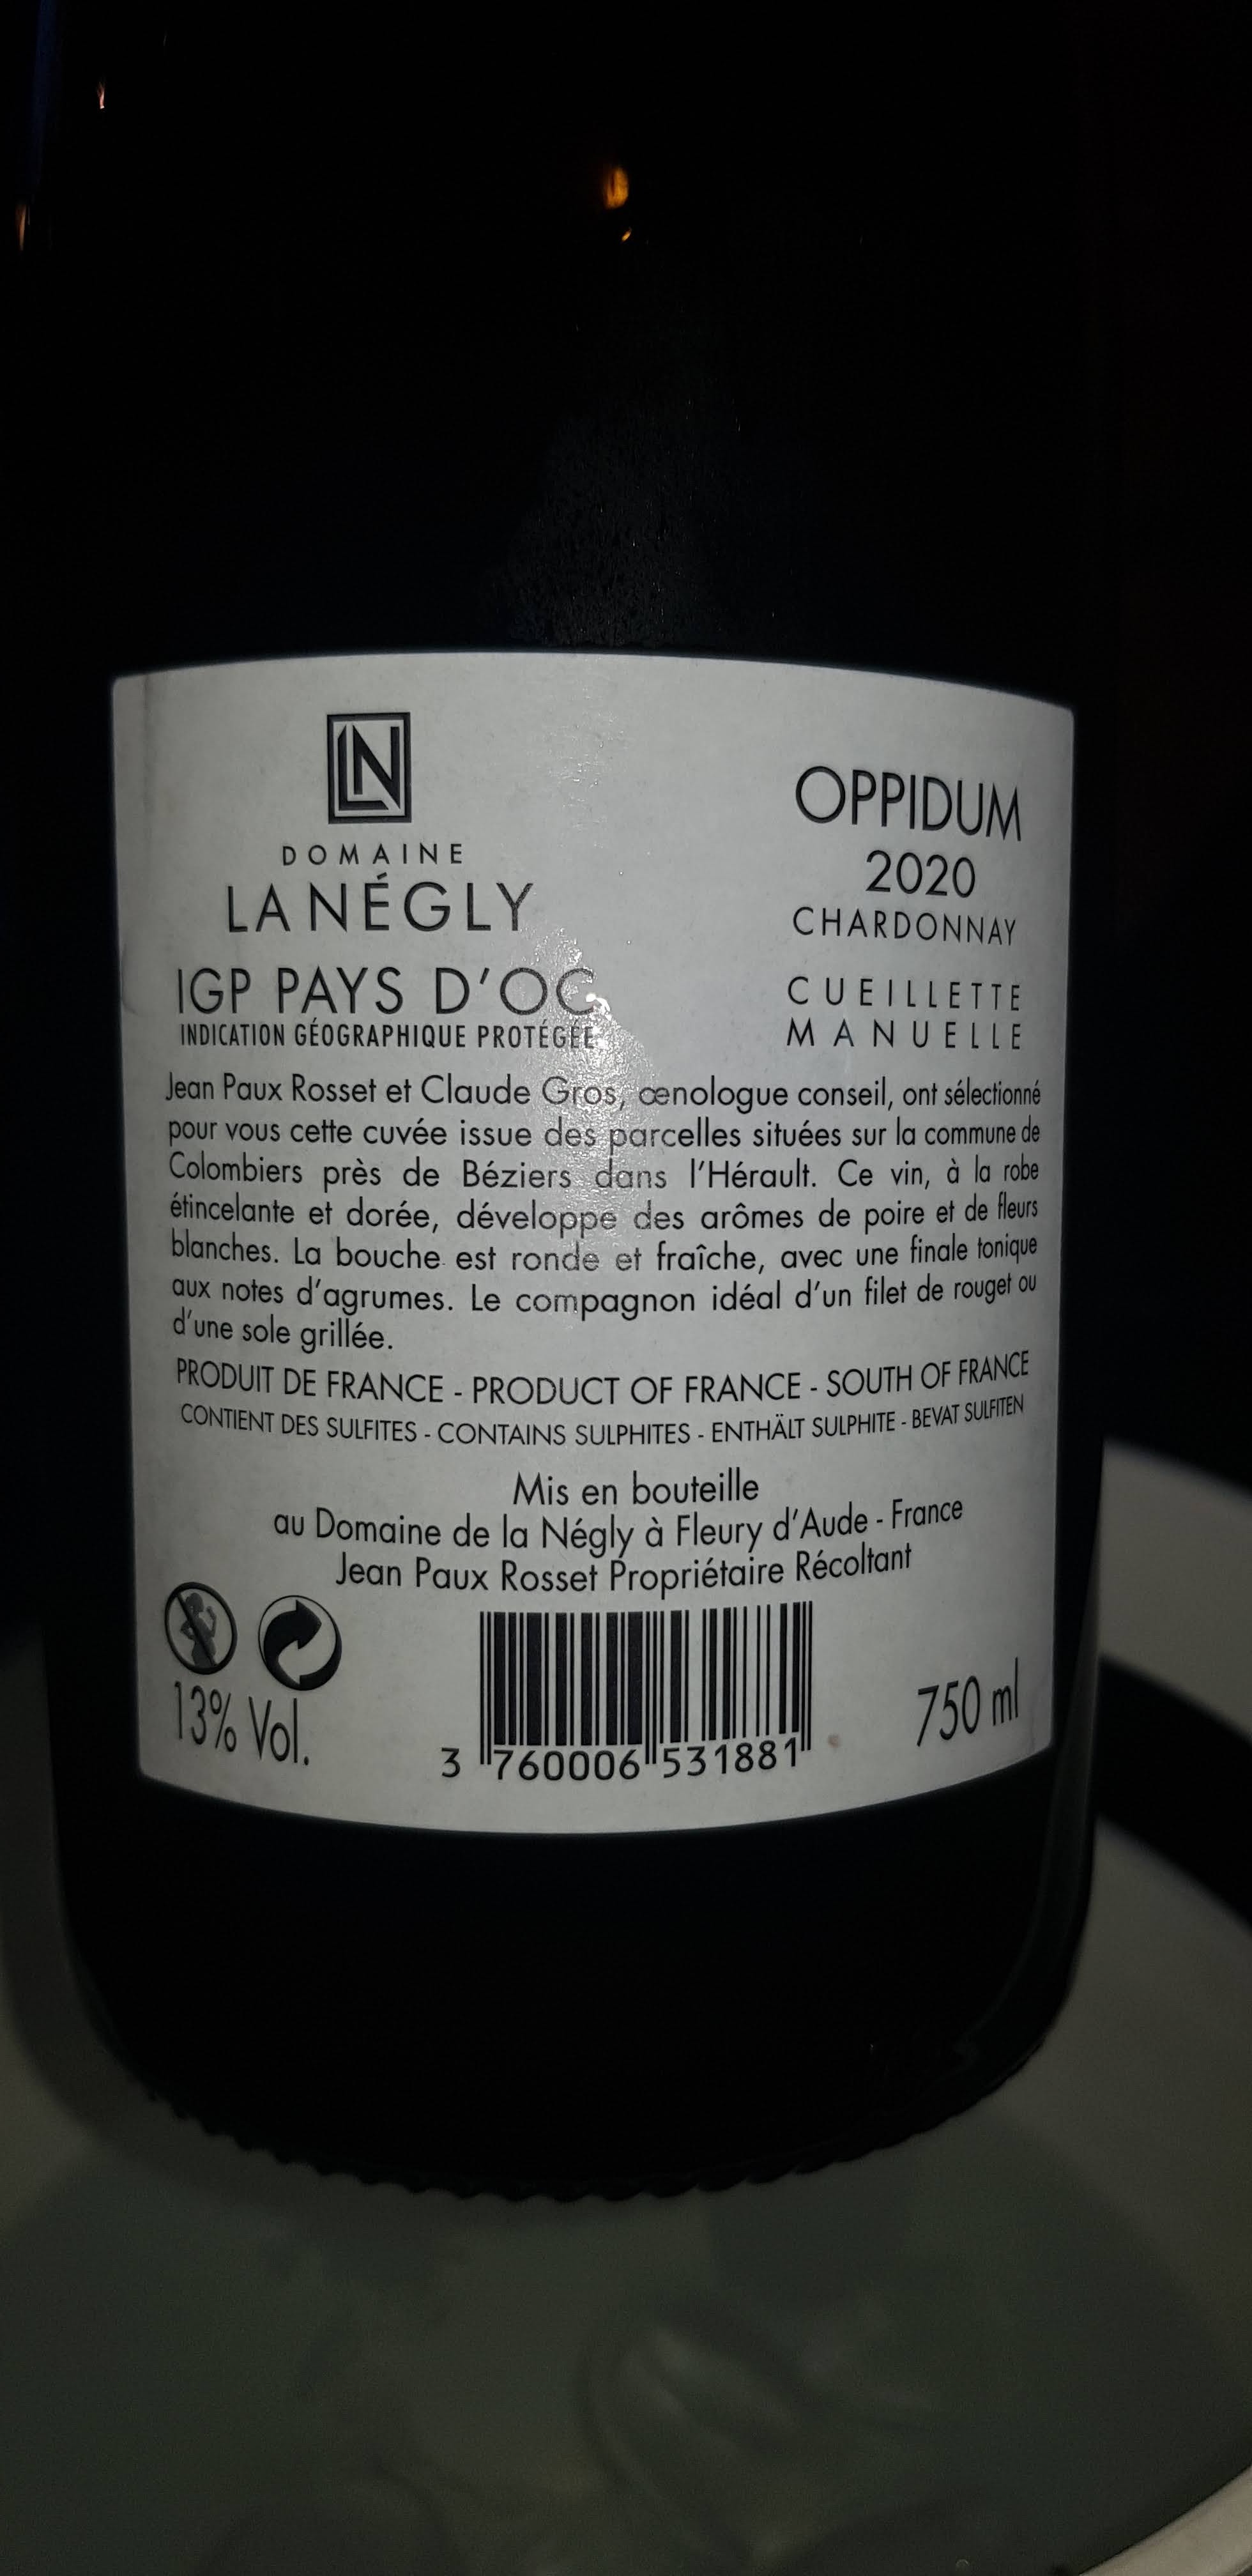 LN
DOMAINE
LA NÉGLY
IGP PAYS D'OC
INDICATION GÉOGRAPHIQUE PROTÉGÉE
OPPIDUM
2020
CHARDONNAY
CUEILLETTE
MANUELLE
Jean Paux Rosset et Claude Gros, œnologue conseil, ont sélectionné
pour vous cette cuvée issue des parcelles situées sur la commune de
Colombiers près de Béziers dans l'Hérault. Ce vin, à la robe
étincelante et dorée, développe des arômes de poire et de fleurs
blanches. La bouche est ronde et fraîche, avec une finale tonique
aux notes d'agrumes. Le compagnon idéal d'un filet de rouget ou
d'une sole grillée.
PRODUIT DE FRANCE - PRODUCT OF FRANCE - SOUTH OF FRANCE
CONTIENT DES SULFITES - CONTAINS SULPHITES - ENTHÄLT SULPHITE - BEVAT SULFITEN
Mis en bouteille
au Domaine de la Négly à Fleury d'Aude - France
Jean Paux Rosset Propriétaire Récoltant
13% Vol.
3 760006 531881
750 ml